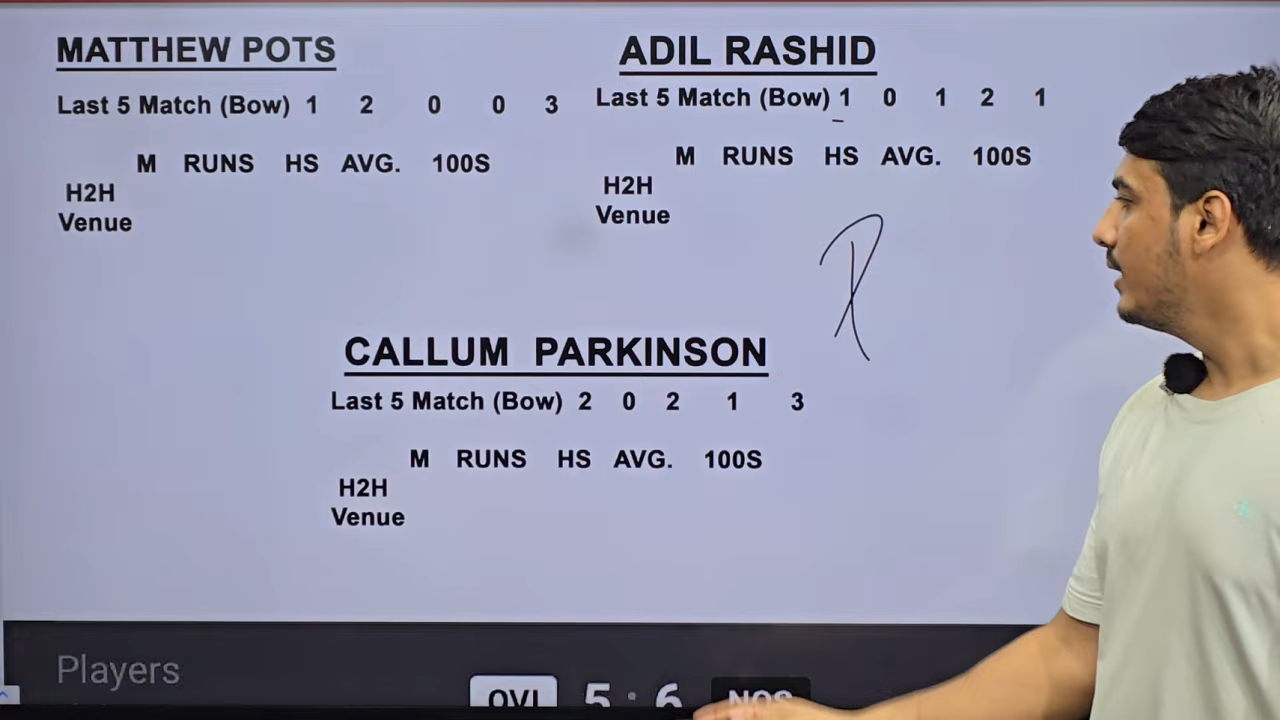 MATTHEW POTS
Last 5 Match (Bow) 1 2 0 0 3
M RUNS HS AVG. 100S
H2H
Venue
ADIL RASHID
Last 5 Match (Bow) 1 0 1 2 1
M RUNS HS AVG. 100S
H2H
Venue
CALLUM PARKINSON
Last 5 Match (Bow) 2 0 2 1 3
M RUNS HS AVG. 100S
H2H
Venue
Players
OVI 5 : 6 NOS